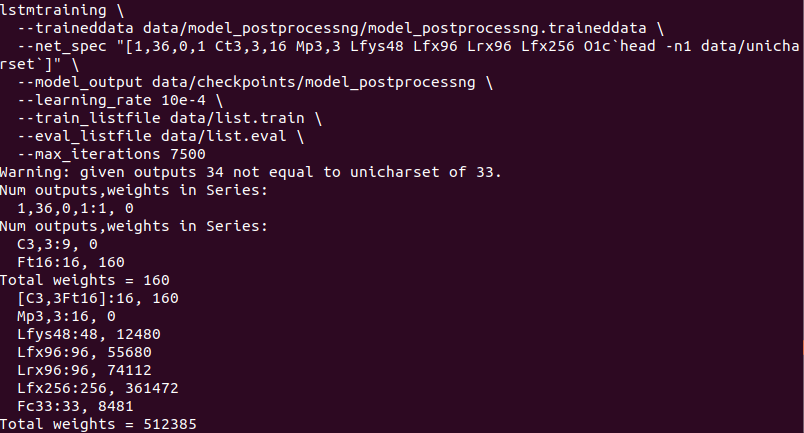 lstmtraining \
  --traineddata data/model_postprocessng/model_postprocessng.traineddata \
  --net_spec "[1,36,0,1 Ct3,3,16 Mp3,3 Lfys48 Lfx96 Lrx96 Lfx256 O1c`head -n1 data/unicha
rset`]" \
  --model_output data/checkpoints/model_postprocessng \
  --learning_rate 10e-4 \
  --train_listfile data/list.train \
  --eval_listfile data/list.eval \
  --max_iterations 7500
Warning: given outputs 34 not equal to unicharset of 33.
Num outputs,weights in Series:
  1,36,0,1:1, 0
Num outputs,weights in Series:
  C3,3:9, 0
  Ft16:16, 160
Total weights = 160
  [C3,3Ft16]:16, 160
  Mp3,3:16, 0
  Lfys48:48, 12480
  Lfx96:96, 55680
  Lrx96:96, 74112
  Lfx256:256, 361472
  Fc33:33, 8481
Total weights = 512385